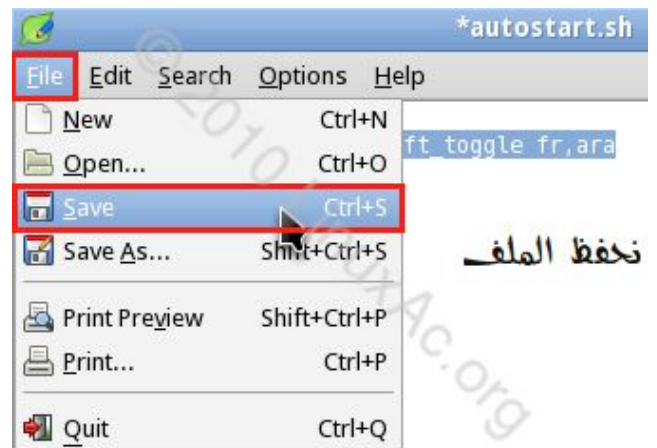 *autostart.sh
File Edit Search Options Help
New Ctrl+N
ft_toggle fr,ara
Open... Ctrl+O
Save Ctrl+S
Save As... Shift+Ctrl+S
نحفظ الملف
Print Preview Shift+Ctrl+P
Print... Ctrl+P
Quit Ctrl+Q
© 2010 LinuxAc.org